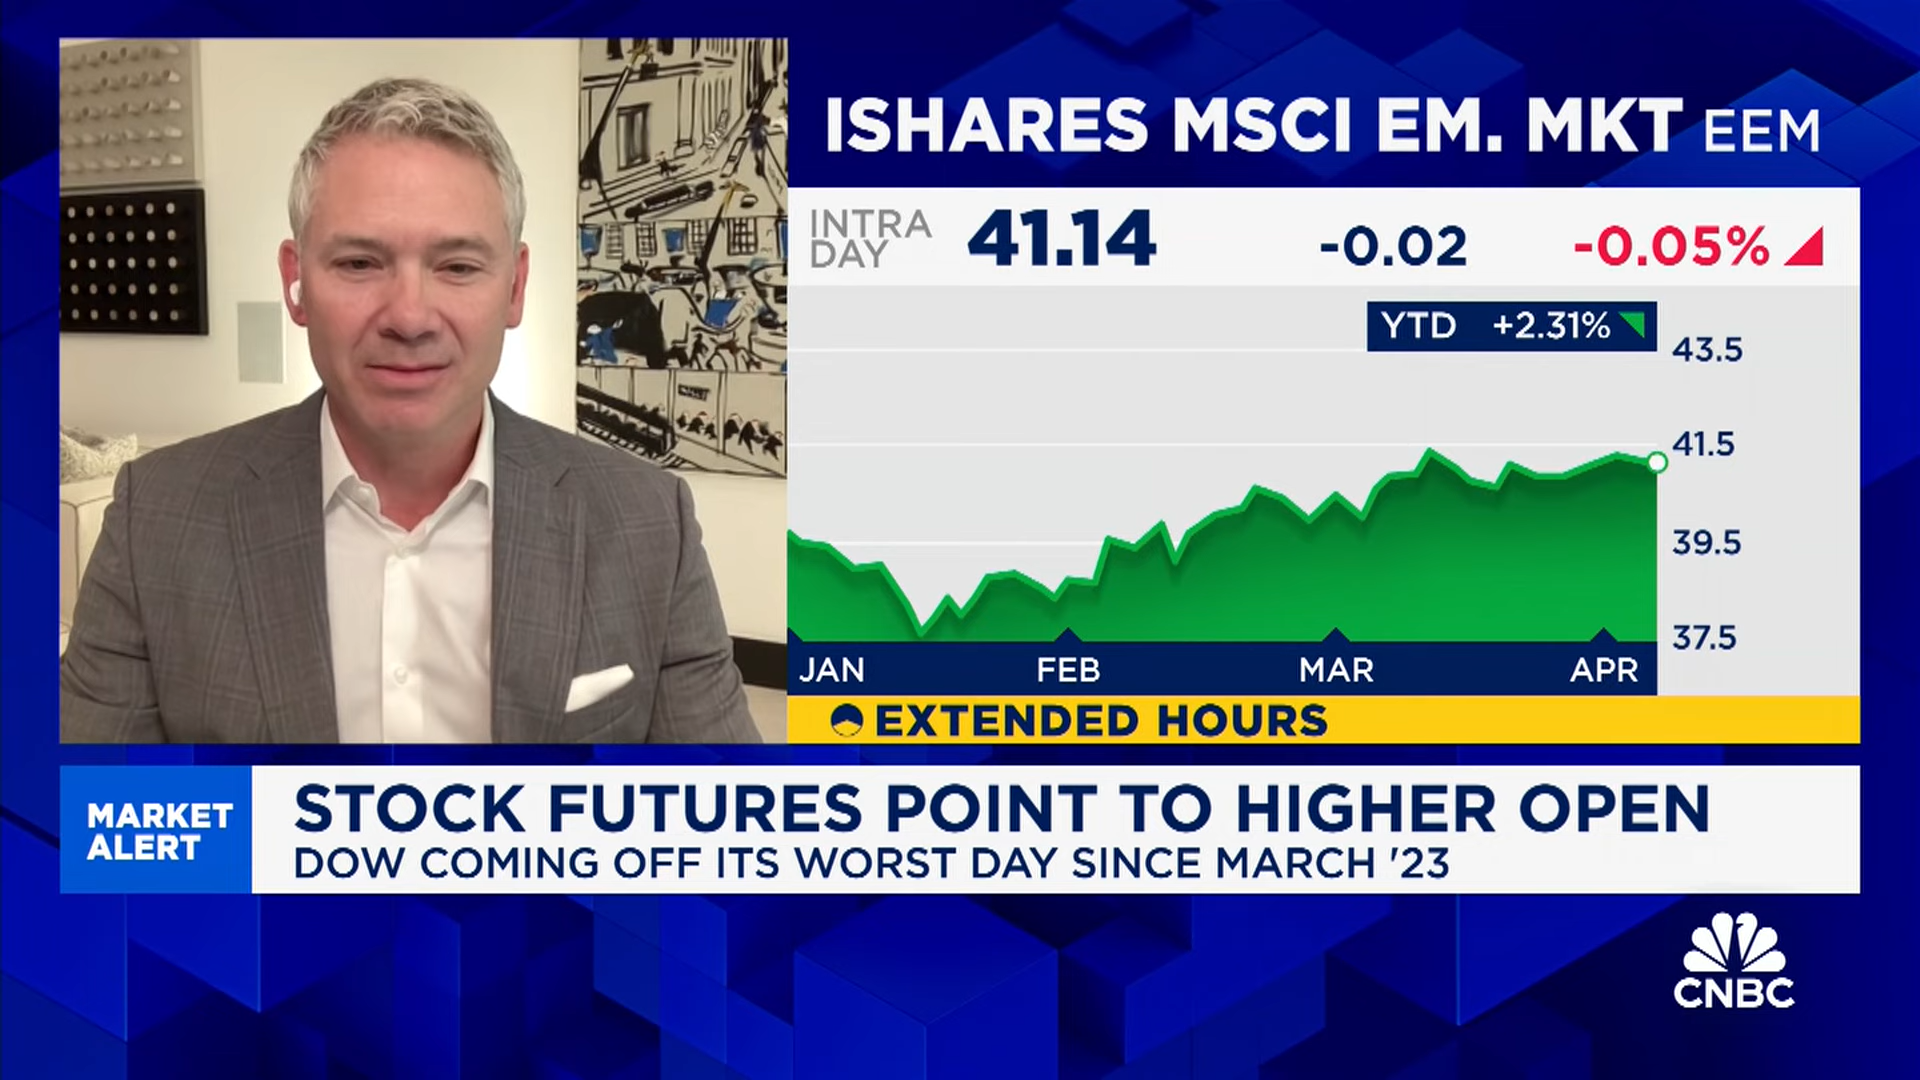 ISHARES MSCI EM. MKT EEM
INTRA DAY 41.14 -0.02 -0.05%
YTD +2.31%
43.5
41.5
39.5
37.5
JAN FEB MAR APR
EXTENDED HOURS
MARKET ALERT
STOCK FUTURES POINT TO HIGHER OPEN
DOW COMING OFF ITS WORST DAY SINCE MARCH '23
CNBC